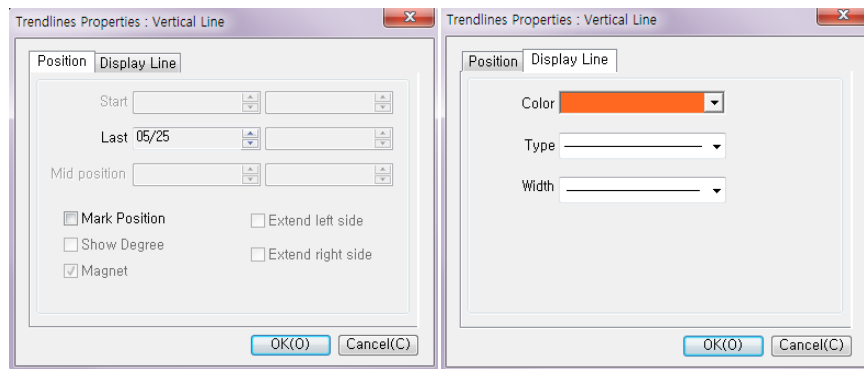 Trendlines Properties : Vertical Line
Position
Display Line
Start
Last 05/25
Mid position
Mark Position
Extend left side
Show Degree
Extend right side
Magnet
OK(O)
Cancel(C)
Trendlines Properties : Vertical Line
Position
Display Line
Color
Type
Width
OK(O)
Cancel(C)